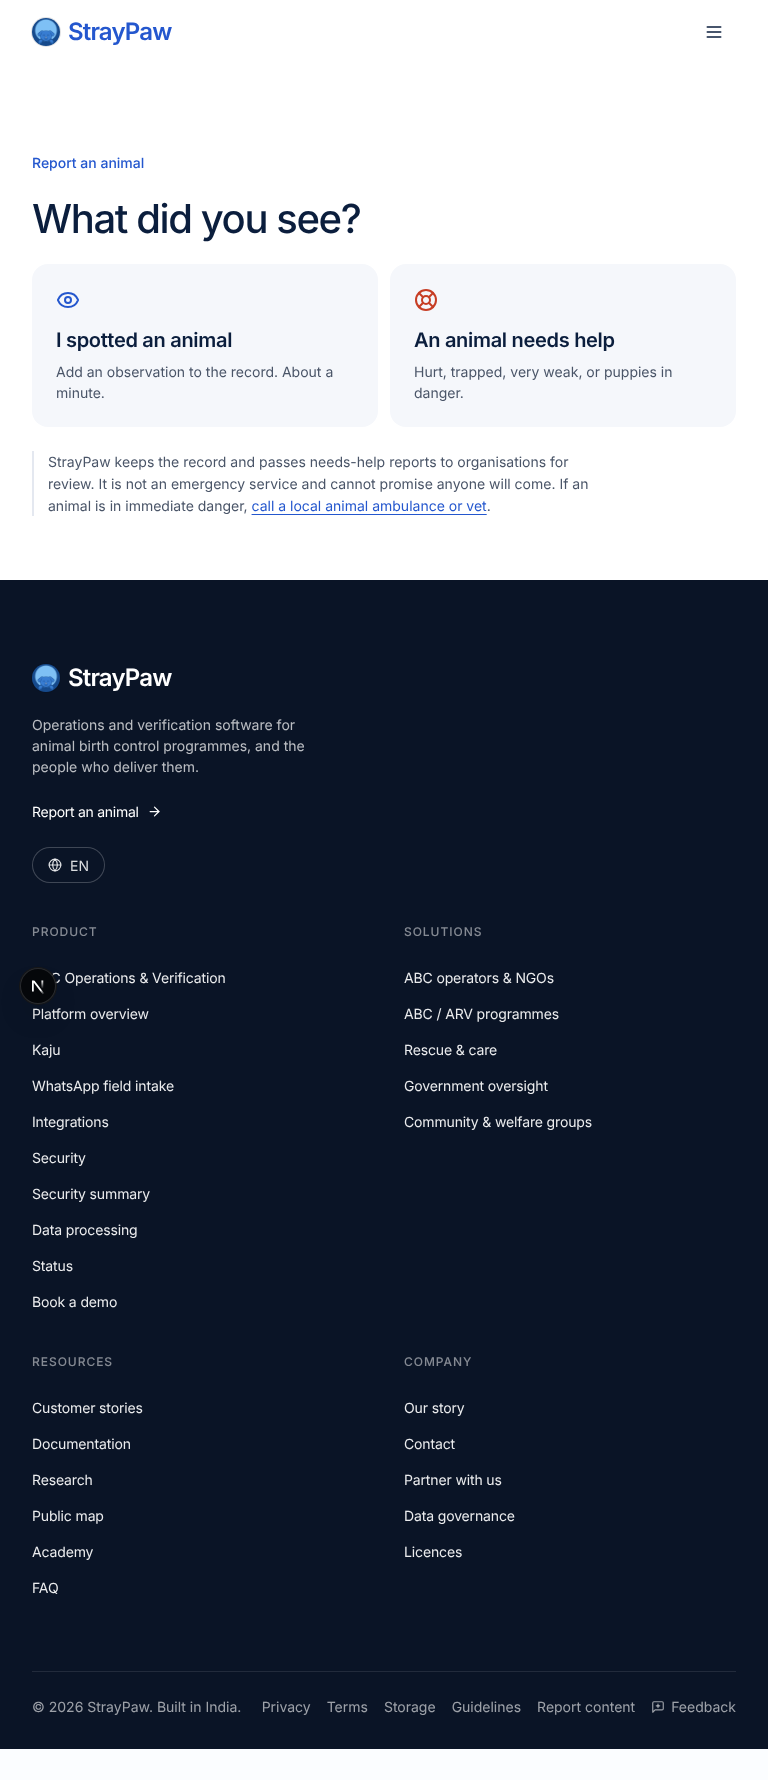 StrayPaw
Report an animal
What did you see?
I spotted an animal
Add an observation to the record. About a
minute.
An animal needs help
Hurt, trapped, very weak, or puppies in
danger.
StrayPaw keeps the record and passes needs-help reports to organisations for
review. It is not an emergency service and cannot promise anyone will come. If an
animal is in immediate danger, call a local animal ambulance or vet.
StrayPaw
Operations and verification software for
animal birth control programmes, and the
people who deliver them.
Report an animal
EN
PRODUCT
Operations & Verification
Platform overview
Kaju
WhatsApp field intake
Integrations
Security
Security summary
Data processing
Status
Book a demo
SOLUTIONS
ABC operators & NGOs
ABC / ARV programmes
Rescue & care
Government oversight
Community & welfare groups
RESOURCES
Customer stories
Documentation
Research
Public map
Academy
FAQ
COMPANY
Our story
Contact
Partner with us
Data governance
Licences
© 2026 StrayPaw. Built in India. Privacy Terms Storage Guidelines Report content Feedback